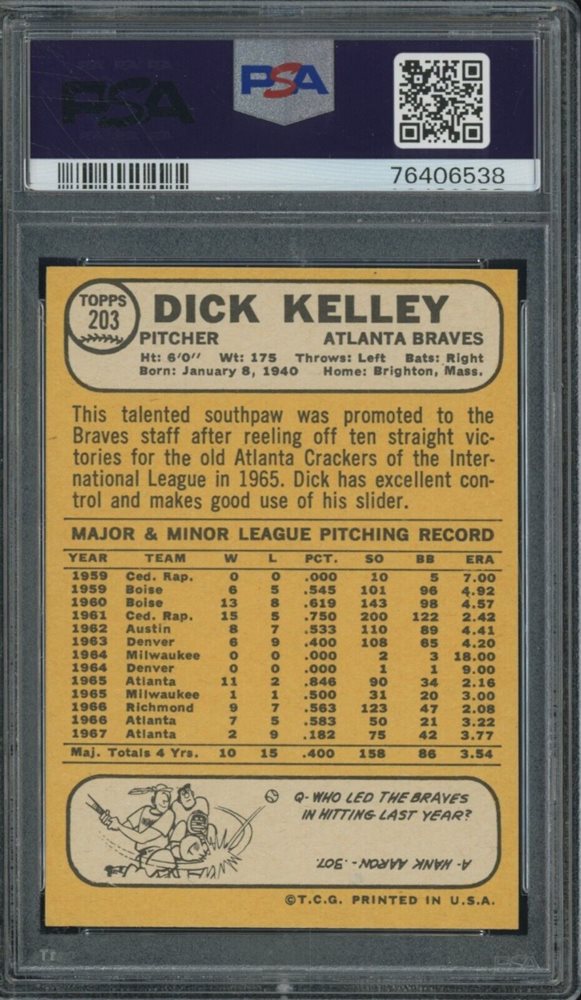 PSA
PSA
76406538
TOPPS
203
DICK KELLEY
PITCHER ATLANTA BRAVES
Ht: 6'0" Wt: 175 Throws: Left Bats: Right
Born: January 8, 1940 Home: Brighton, Mass.
This talented southpaw was promoted to the
Braves staff after reeling off ten straight vic-
tories for the old Atlanta Crackers of the Inter-
national League in 1965. Dick has excellent con-
trol and makes good use of his slider.
MAJOR & MINOR LEAGUE PITCHING RECORD
YEAR TEAM W L PCT. SO BB ERA
1959 Ced. Rap. 0 0 .000 10 5 7.00
1959 Boise 6 5 .545 101 96 4.92
1960 Boise 13 8 .619 143 98 4.57
1961 Ced. Rap. 15 5 .750 200 122 2.42
1962 Austin 8 7 .533 110 89 4.41
1963 Denver 6 9 .400 108 65 4.20
1964 Milwaukee 0 0 .000 2 3 18.00
1964 Denver 0 0 .000 1 1 9.00
1965 Atlanta 11 2 .846 90 34 2.16
1965 Milwaukee 1 1 .500 31 20 3.00
1966 Richmond 9 7 .563 123 47 2.08
1966 Atlanta 7 5 .583 50 21 3.22
1967 Atlanta 2 9 .182 75 42 3.77
Maj. Totals 4 Yrs. 10 15 .400 158 86 3.54
Q-WHO LED THE BRAVES
IN HITTING LAST YEAR?
A- HANK AARON-.307.
©T.C.G. PRINTED IN U.S.A.
PSA